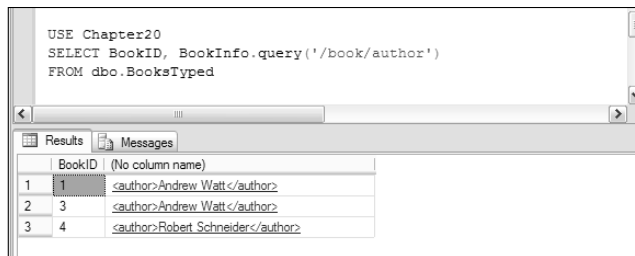 USE Chapter20
SELECT BookID, BookInfo.query('/book/author')
FROM dbo.BooksTyped
Results Messages
BookID (No column name)
1 1 <author>Andrew Watt</author>
2 3 <author>Andrew Watt</author>
3 4 <author>Robert Schneider</author>